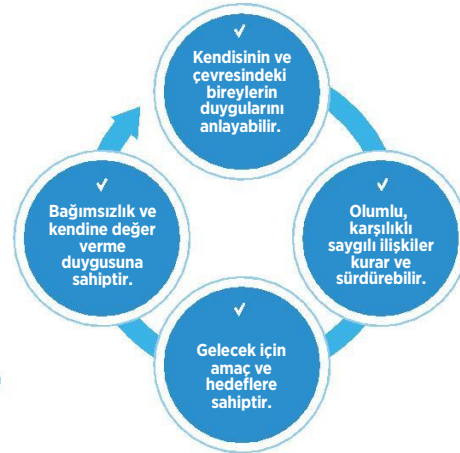 ✓
Kendisinin ve
çevresindeki
bireylerin
duygularını
anlayabilir.
✓
Olumlu,
karşılıklı
saygılı ilişkiler
kurar ve
sürdürebilir.
✓
Gelecek için
amaç ve
hedeflere
sahiptir.
✓
Bağımsızlık ve
kendine değer
verme
duygusuna
sahiptir.